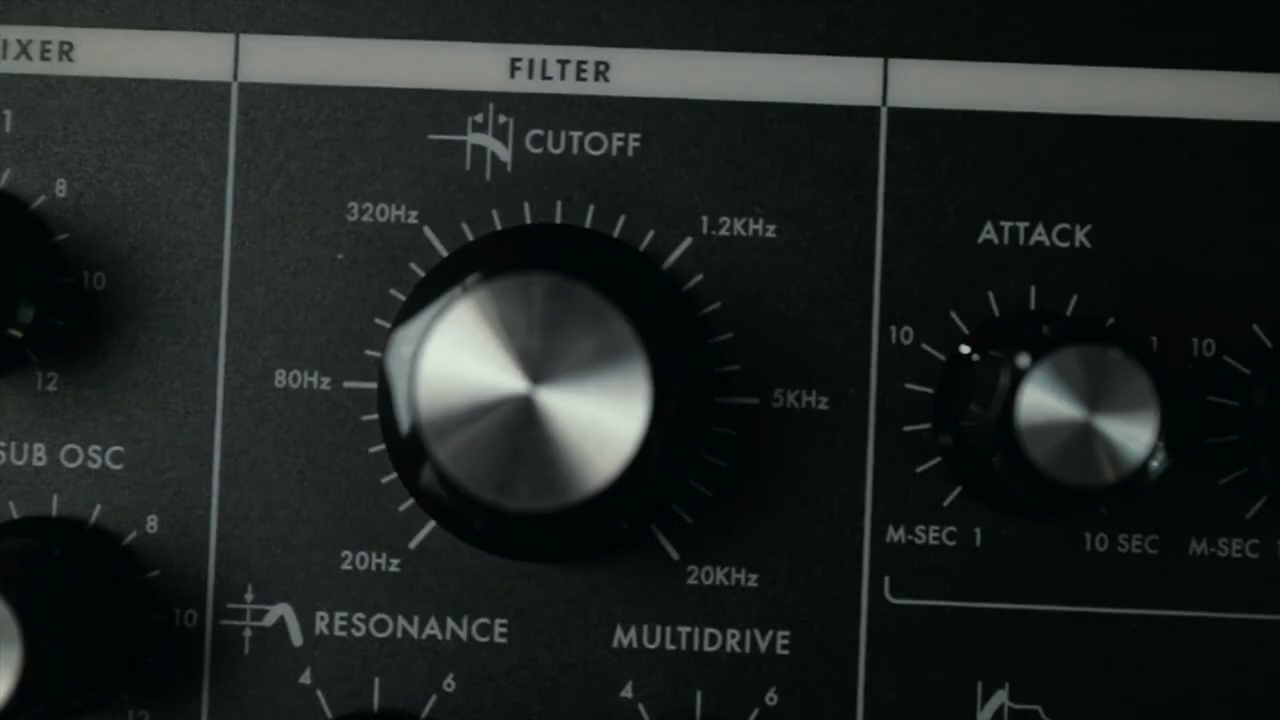 IXER
FILTER
1
CUTOFF
8
320Hz
1.2KHz
ATTACK
10
10
1
10
80Hz
5KHz
12
SUB OSC
8
M-SEC 1
10 SEC
M-SEC
20Hz
20KHz
10
RESONANCE
MULTIDRIVE
4
6
4
6
12